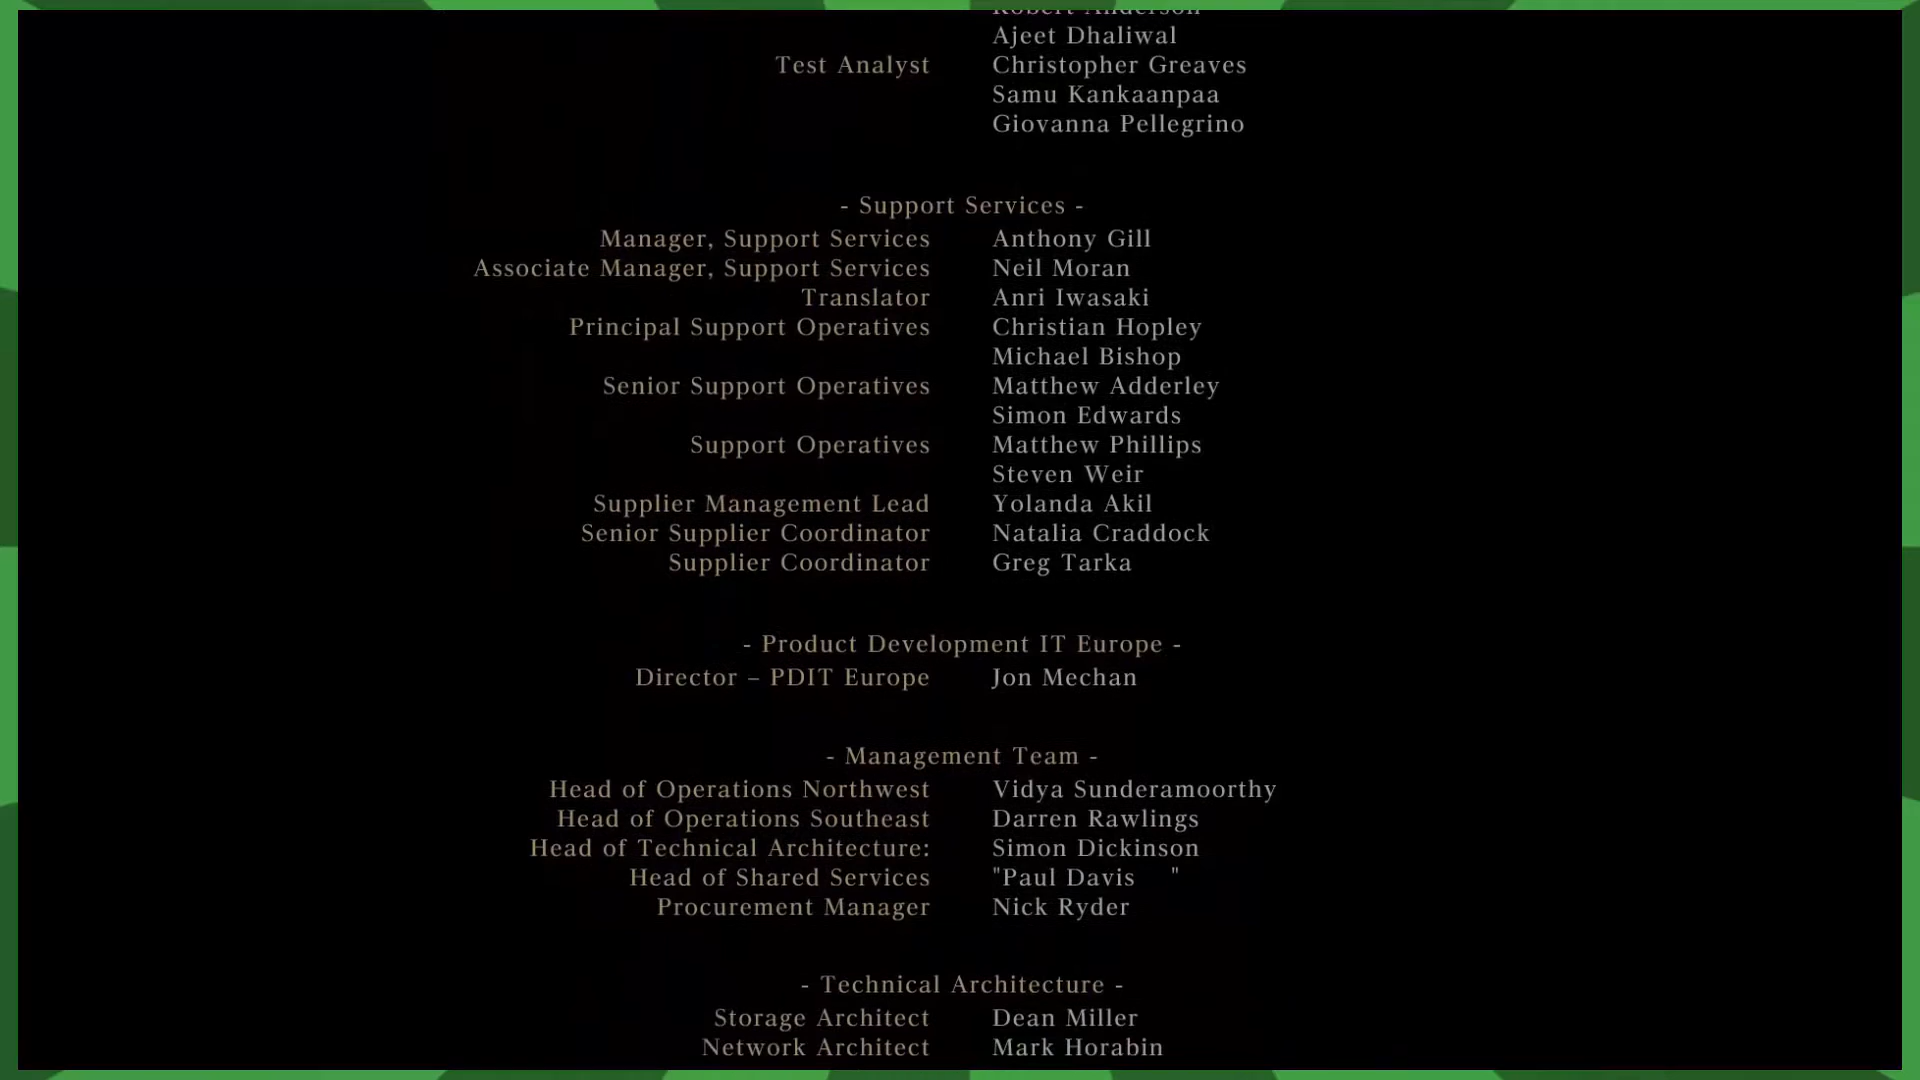 Robert Anderson
Ajeet Dhaliwal
Test Analyst Christopher Greaves
Samu Kankaanpaa
Giovanna Pellegrino
- Support Services -
Manager, Support Services Anthony Gill
Associate Manager, Support Services Neil Moran
Translator Anri Iwasaki
Principal Support Operatives Christian Hopley
Michael Bishop
Senior Support Operatives Matthew Adderley
Simon Edwards
Support Operatives Matthew Phillips
Steven Weir
Supplier Management Lead Yolanda Akil
Senior Supplier Coordinator Natalia Craddock
Supplier Coordinator Greg Tarka
- Product Development IT Europe -
Director – PDIT Europe Jon Mechan
- Management Team -
Head of Operations Northwest Vidya Sunderamoorthy
Head of Operations Southeast Darren Rawlings
Head of Technical Architecture: Simon Dickinson
Head of Shared Services "Paul Davis "
Procurement Manager Nick Ryder
- Technical Architecture -
Storage Architect Dean Miller
Network Architect Mark Horabin